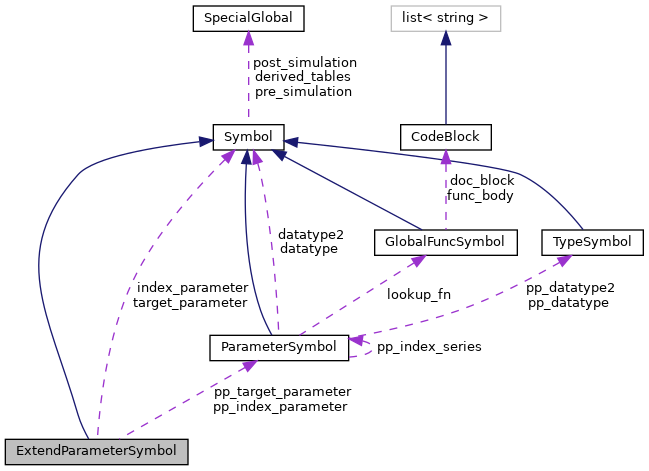 SpecialGlobal
list< string >
post_simulation
derived_tables
pre_simulation
Symbol
CodeBlock
doc_block
func_body
datatype2
datatype
GlobalFuncSymbol
TypeSymbol
index_parameter
target_parameter
lookup_fn
pp_datatype2
pp_datatype
ParameterSymbol
pp_index_series
pp_target_parameter
pp_index_parameter
ExtendParameterSymbol